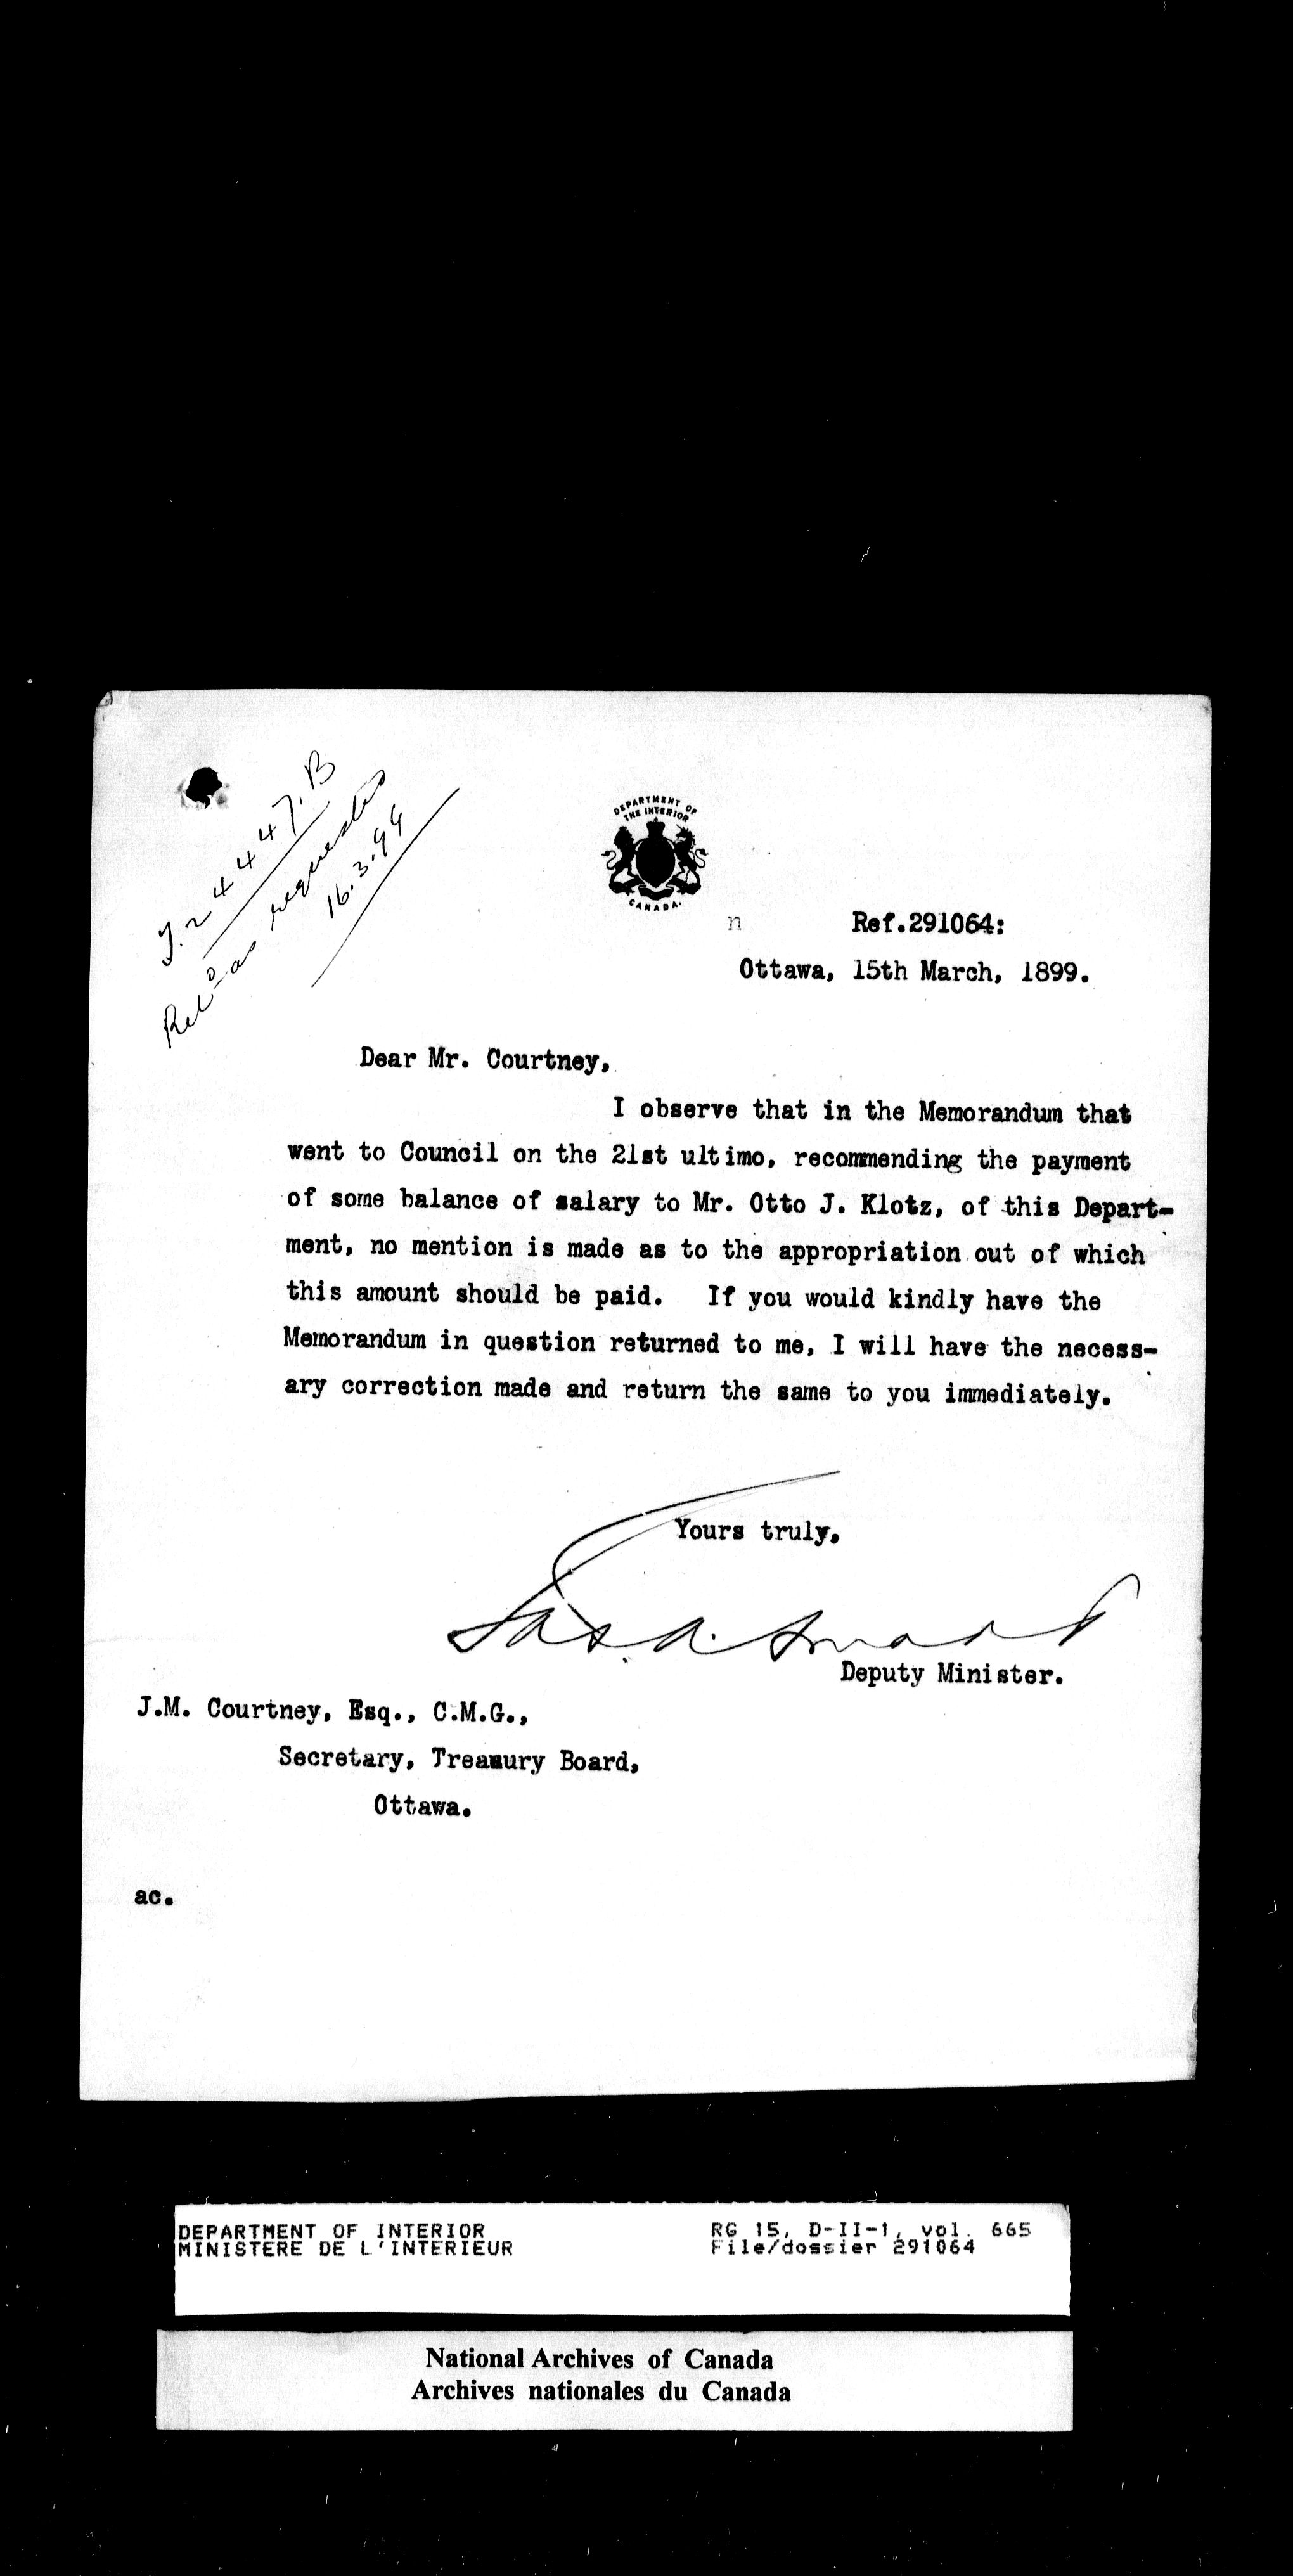 24447.B
Ret'd as requested
16.3.99
DEPARTMENT OF
THE INTERIOR
CANADA.
n Ref.291064:
Ottawa, 15th March, 1899.
Dear Mr. Courtney,
I observe that in the Memorandum that
went to Council on the 21st ultimo, recommending the payment
of some balance of salary to Mr. Otto J. Klotz, of this Depart-
ment, no mention is made as to the appropriation out of which
this amount should be paid. If you would kindly have the
Memorandum in question returned to me, I will have the necess-
ary correction made and return the same to you immediately.
Yours truly,
Jas. A. Smart
Deputy Minister.
J.M. Courtney, Esq., C.M.G.,
Secretary, Treasury Board,
Ottawa.
ac.
DEPARTMENT OF INTERIOR RG 15, D-II-1, vol. 665
MINISTERE DE L'INTERIEUR File/dossier 291064
National Archives of Canada
Archives nationales du Canada